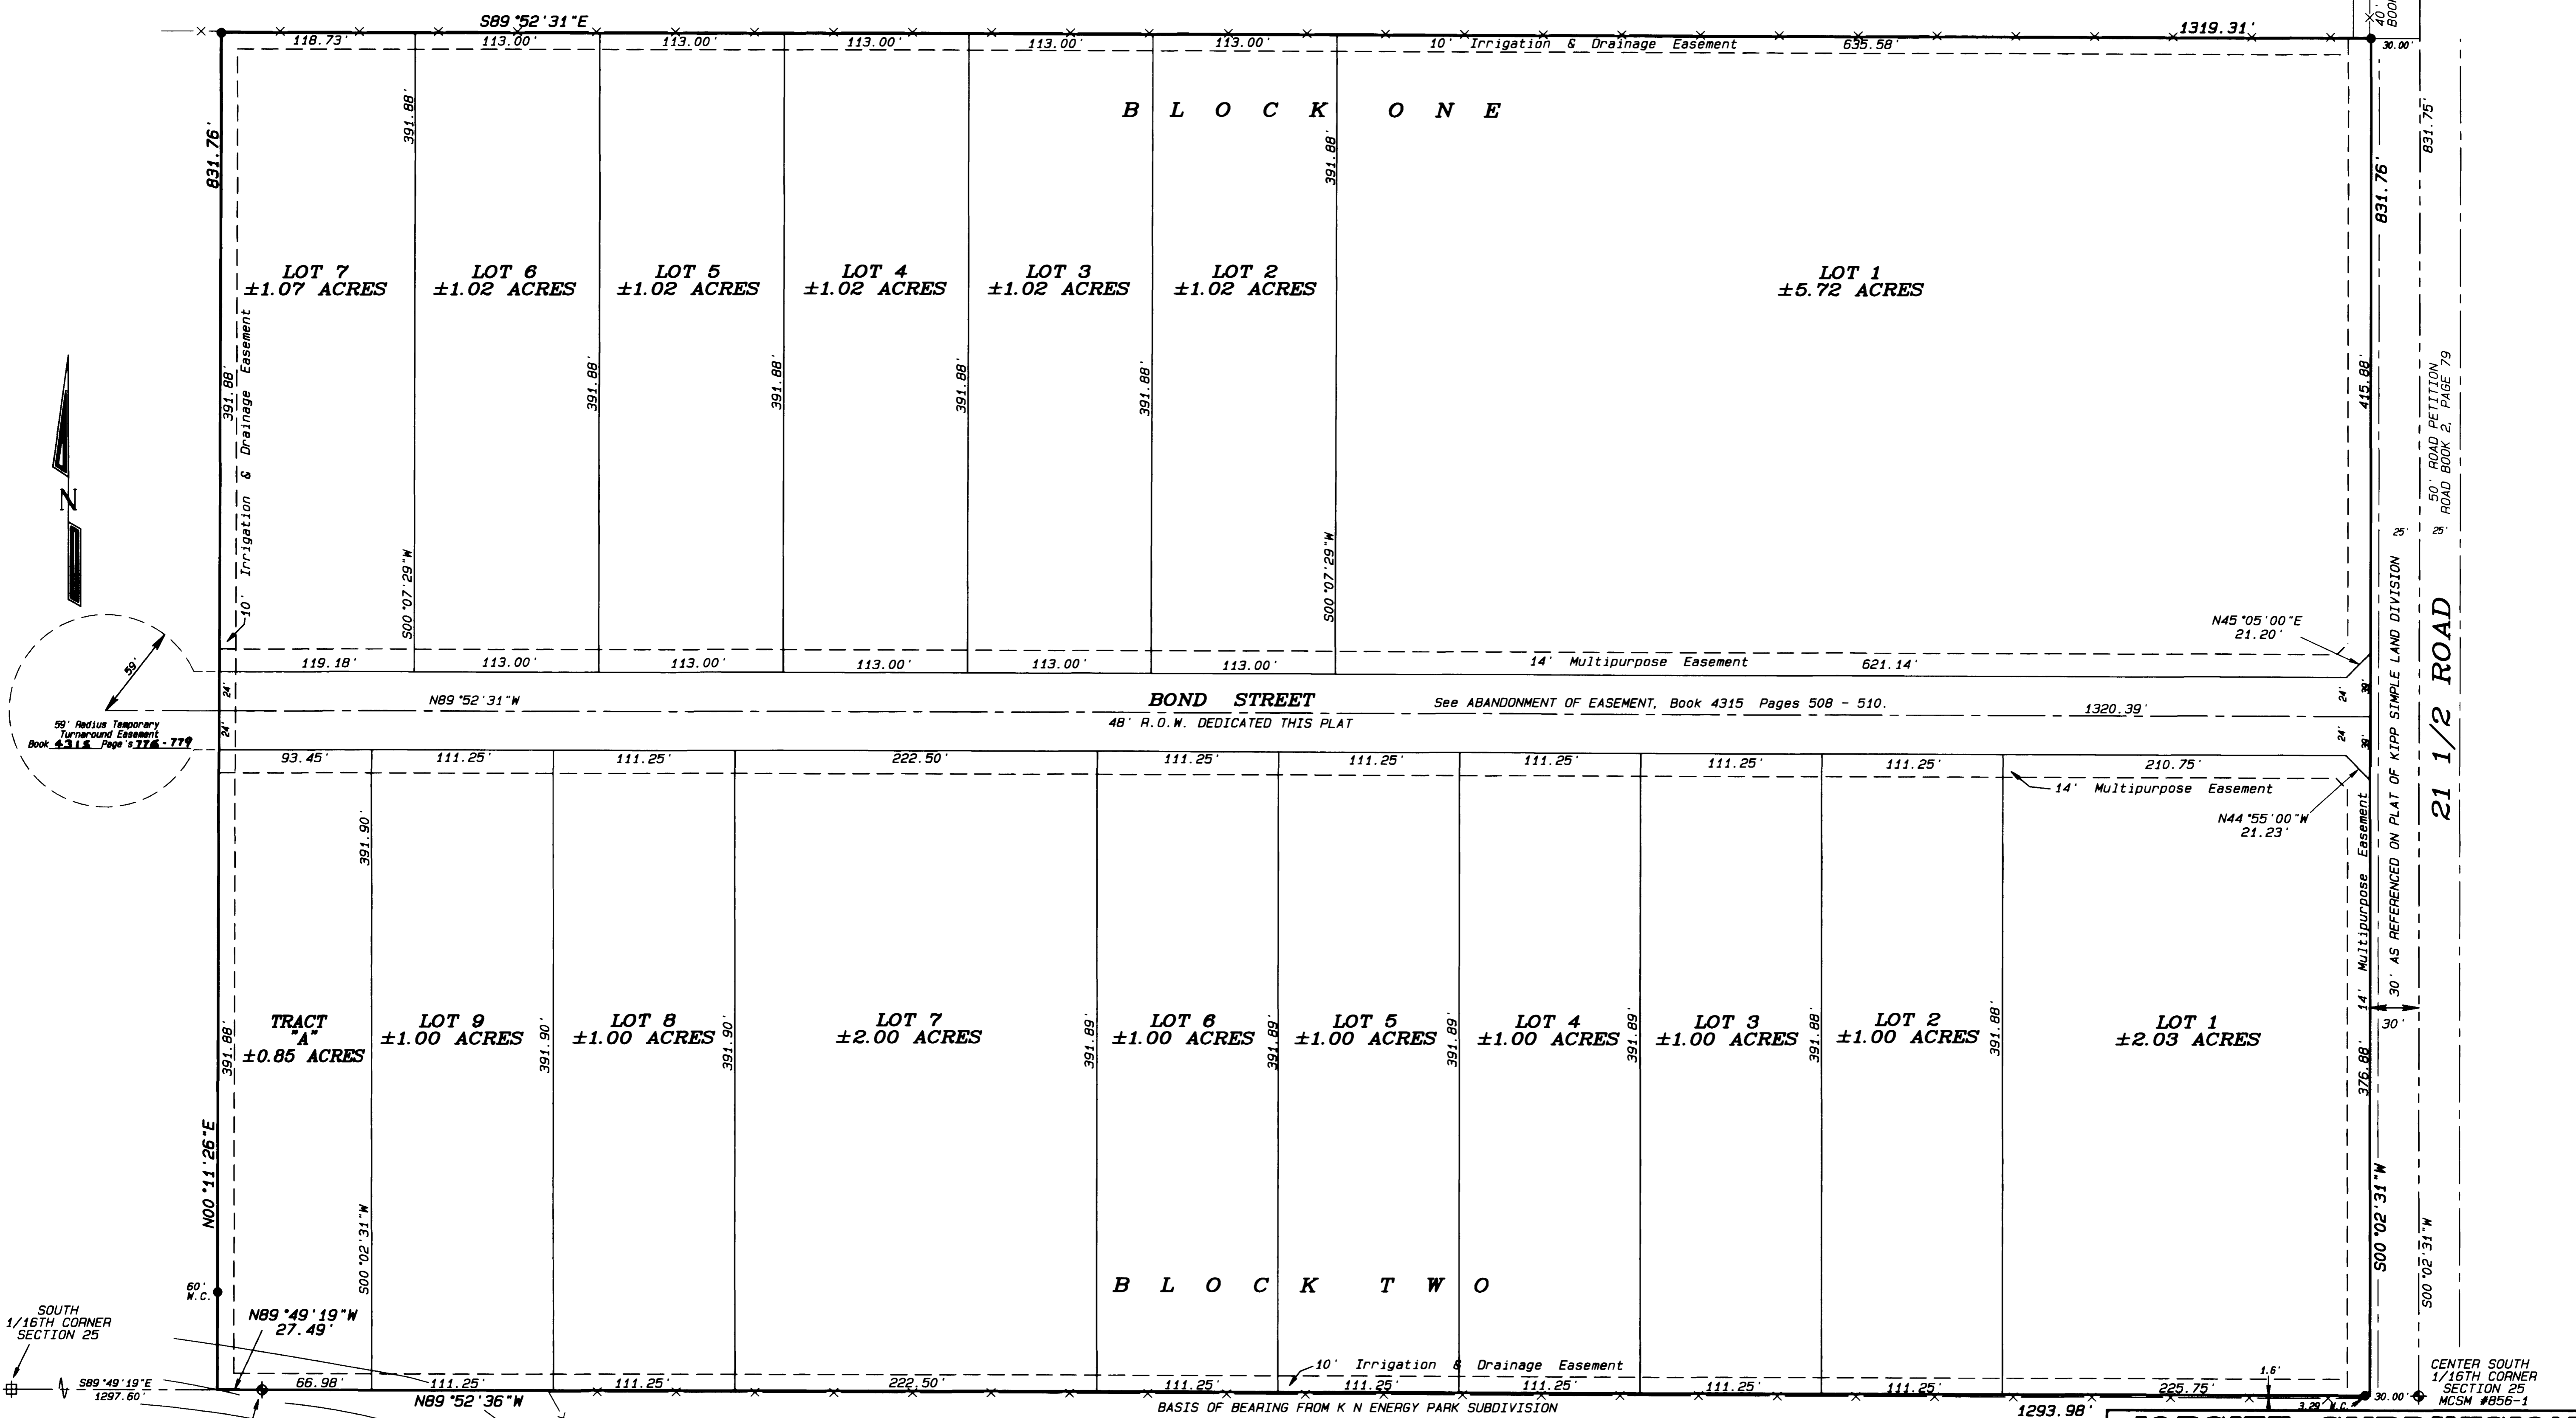 S89°52'31"E
1319.31'
40'
118.73'
113.00'
113.00'
113.00'
113.00'
113.00'
10' Irrigation & Drainage Easement
635.58'
30.00'
BLOCK ONE
831.76'
391.88'
391.88'
831.76'
831.75'
LOT 7
±1.07 ACRES
LOT 6
±1.02 ACRES
LOT 5
±1.02 ACRES
LOT 4
±1.02 ACRES
LOT 3
±1.02 ACRES
LOT 2
±1.02 ACRES
LOT 1
±5.72 ACRES
391.88'
10' Irrigation & Drainage Easement
391.88'
391.88'
391.88'
391.88'
415.88'
50' ROAD PETITION
ROAD BOOK 2, PAGE 79
N
S00°07'29"W
S00°07'29"W
25'
25'
N45°05'00"E
21.20'
59'
119.18'
113.00'
113.00'
113.00'
113.00'
113.00'
14' Multipurpose Easement
621.14'
24'
24'
39'
N89°52'31"W
BOND STREET
See ABANDONMENT OF EASEMENT, Book 4315 Pages 508 - 510.
48' R.O.W. DEDICATED THIS PLAT
1320.39'
59' Radius Temporary
Turnaround Easement
Book 4315 Page's 776-779
24'
24'
39'
21 1/2 ROAD
30' AS REFERENCED ON PLAT OF KIPP SIMPLE LAND DIVISION
93.45'
111.25'
111.25'
222.50'
111.25'
111.25'
111.25'
111.25'
111.25'
210.75'
14' Multipurpose Easement
N44°55'00"W
21.23'
391.90'
14' Multipurpose Easement
TRACT
"A"
±0.85 ACRES
LOT 9
±1.00 ACRES
LOT 8
±1.00 ACRES
LOT 7
±2.00 ACRES
LOT 6
±1.00 ACRES
LOT 5
±1.00 ACRES
LOT 4
±1.00 ACRES
LOT 3
±1.00 ACRES
LOT 2
±1.00 ACRES
LOT 1
±2.03 ACRES
391.88'
391.90'
391.90'
391.89'
391.89'
391.89'
391.89'
391.88'
391.88'
376.88'
30'
N00°11'26"E
S00°02'31"W
S00°02'31"W
S00°02'31"W
BLOCK TWO
60'
W.C.
SOUTH
1/16TH CORNER
SECTION 25
N89°49'19"W
27.49'
10' Irrigation & Drainage Easement
S89°49'19"E
1297.60'
66.98'
111.25'
111.25'
222.50'
111.25'
111.25'
111.25'
111.25'
111.25'
225.75'
1.6'
30.00'
3.29' W.C.
CENTER SOUTH
1/16TH CORNER
SECTION 25
MCSM #856-1
N89°52'36"W
BASIS OF BEARING FROM K N ENERGY PARK SUBDIVISION
1293.98'